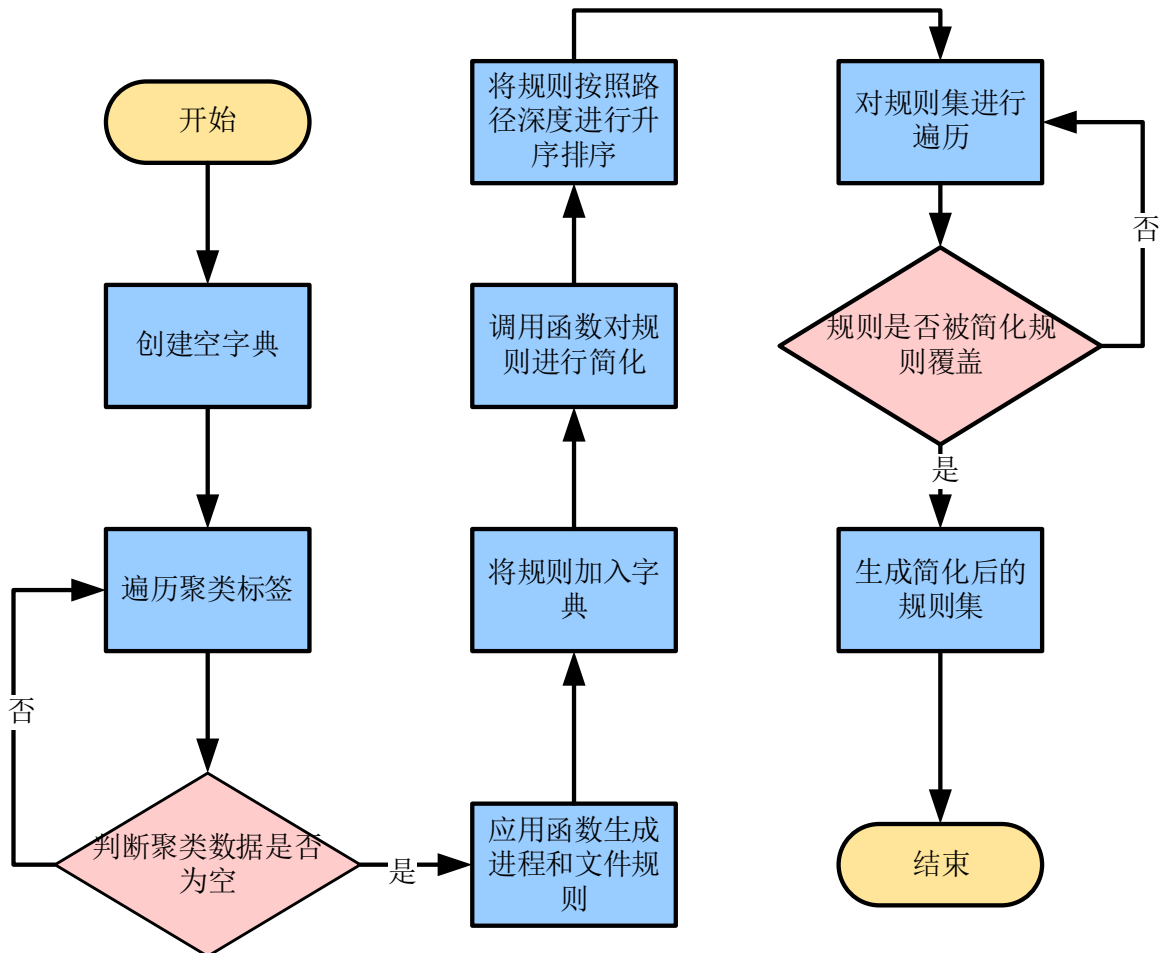 开始
创建空字典
遍历聚类标签
否
判断聚类数据是否
为空
是
应用函数生成
进程和文件规
则
将规则加入字
典
调用函数对规
则进行简化
将规则按照路
径深度进行升
序排序
对规则集进行
遍历
否
规则是否被简化规
则覆盖
是
生成简化后的
规则集
结束